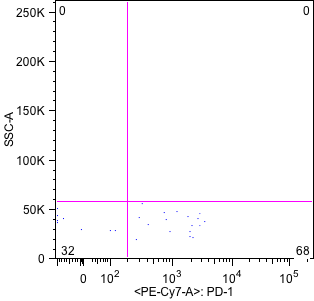 0 0
250K
200K
150K
100K
50K
0
SSC-A
32 68
0 10² 10³ 10⁴ 10⁵
<PE-Cy7-A>: PD-1